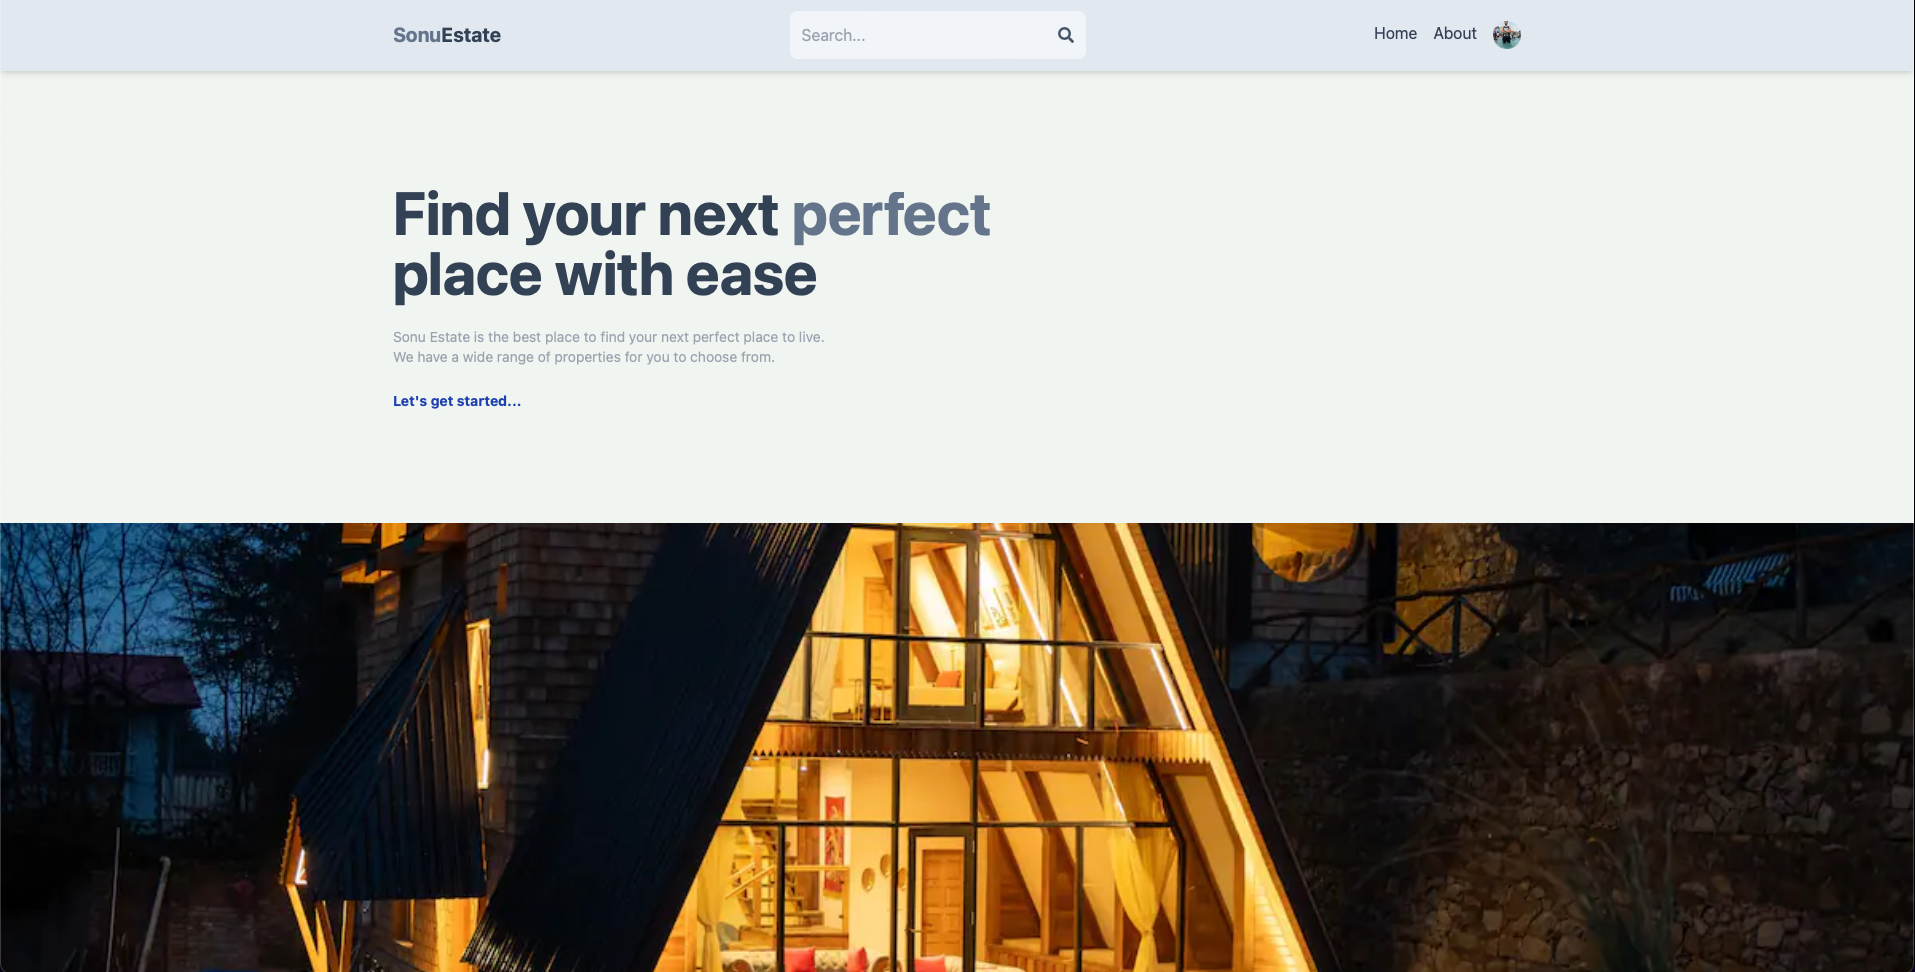 SonuEstate
Search...
Home
About
Find your next perfect
place with ease
Sonu Estate is the best place to find your next perfect place to live.
We have a wide range of properties for you to choose from.
Let's get started...